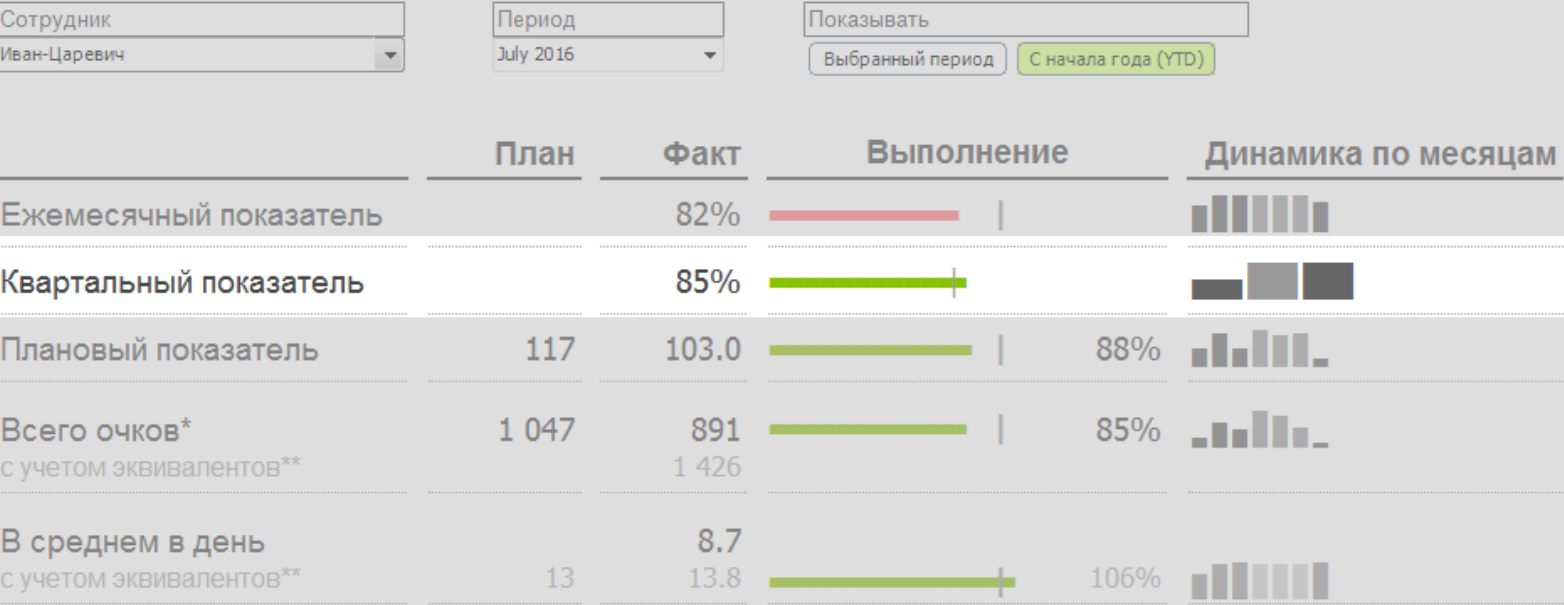 Сотрудник Период Показывать
Иван-Царевич July 2016 Выбранный период С начала года (YTD)
План Факт Выполнение Динамика по месяцам
Ежемесячный показатель 82%
Квартальный показатель 85%
Плановый показатель 117 103.0 88%
Всего очков* 1 047 891 85%
с учетом эквивалентов** 1 426
В среднем в день 8.7
с учетом эквивалентов** 13 13.8 106%